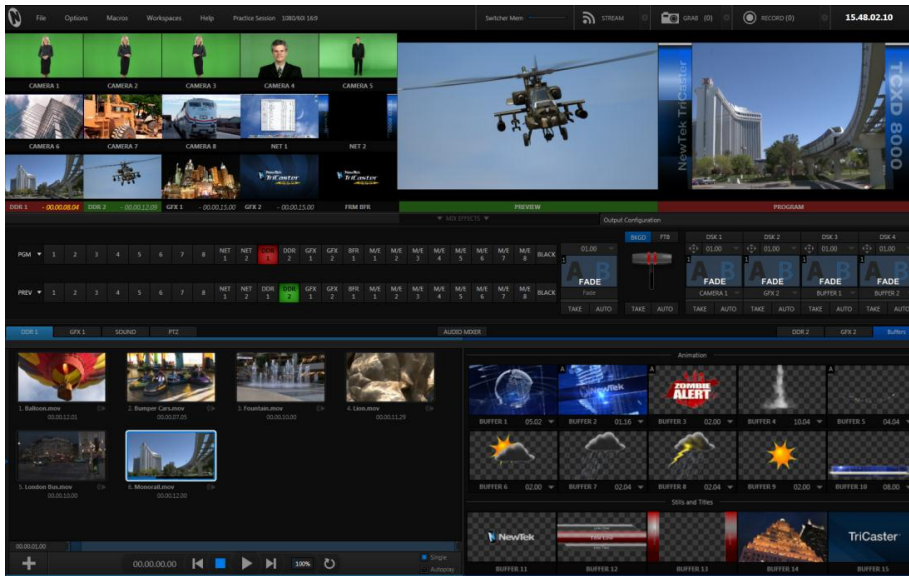 File Options Macros Workspaces Help Practice Session 1080/60i 16:9 Switcher Mem STREAM GRAB (0) RECORD (0) 15.48.02.10
CAMERA 1 CAMERA 2 CAMERA 3 CAMERA 4 CAMERA 5
CAMERA 6 CAMERA 7 CAMERA 8 NET 1 NET 2
NewTek TriCaster
TCXD 8000
NewTek TriCaster
NewTek TriCaster
DDR 1 - 00.00.08.04 DDR 2 - 00.00.12.09 GFX 1 - 00.00.15.00 GFX 2 - 00.00.15.00 FRM BFR PREVIEW PROGRAM
MIX EFFECTS Output Configuration
BKGD FTB DSK 1 DSK 2 DSK 3 DSK 4
01.00 01.00 01.00 01.00 01.00
PGM 1 2 3 4 5 6 7 8 NET 1 NET 2 DDR 1 DDR 2 GFX 1 GFX 2 BFR 1 M/E 1 M/E 2 M/E 3 M/E 4 M/E 5 M/E 6 M/E 7 M/E 8 BLACK
1 AB FADE 1 AB FADE 1 AB FADE 1 AB FADE 1 AB FADE
PREV 1 2 3 4 5 6 7 8 NET 1 NET 2 DDR 1 DDR 2 GFX 1 GFX 2 BFR 1 M/E 1 M/E 2 M/E 3 M/E 4 M/E 5 M/E 6 M/E 7 M/E 8 BLACK
Fade CAMERA 1 GFX 2 BUFFER 1 BUFFER 2
TAKE AUTO TAKE AUTO TAKE AUTO TAKE AUTO TAKE AUTO TAKE AUTO
DDR 1 GFX 1 SOUND PTZ AUDIO MIXER DDR 2 GFX 2 Buffers
1. Balloon.mov 2. Bumper Cars.mov 3. Fountain.mov 4. Lion.mov
00.00.12.01 00.00.07.05 00.00.10.00 00.00.11.29
5. London Bus.mov 6. Monorail.mov
00.00.10.00 00.00.12.00
00.00.01.00
00.00.00.00 100% Single
Autoplay
Animation
A A A A
NewTek
ZOMBIE ALERT
BUFFER 1 05.02 BUFFER 2 01.16 BUFFER 3 02.00 BUFFER 4 10.04 BUFFER 5 04.04
BUFFER 6 02.00 BUFFER 7 02.04 BUFFER 8 02.04 BUFFER 9 02.00 BUFFER 10 08.00
Stills and Titles
NewTek
TriCaster
BUFFER 11 BUFFER 12 BUFFER 13 BUFFER 14 BUFFER 15